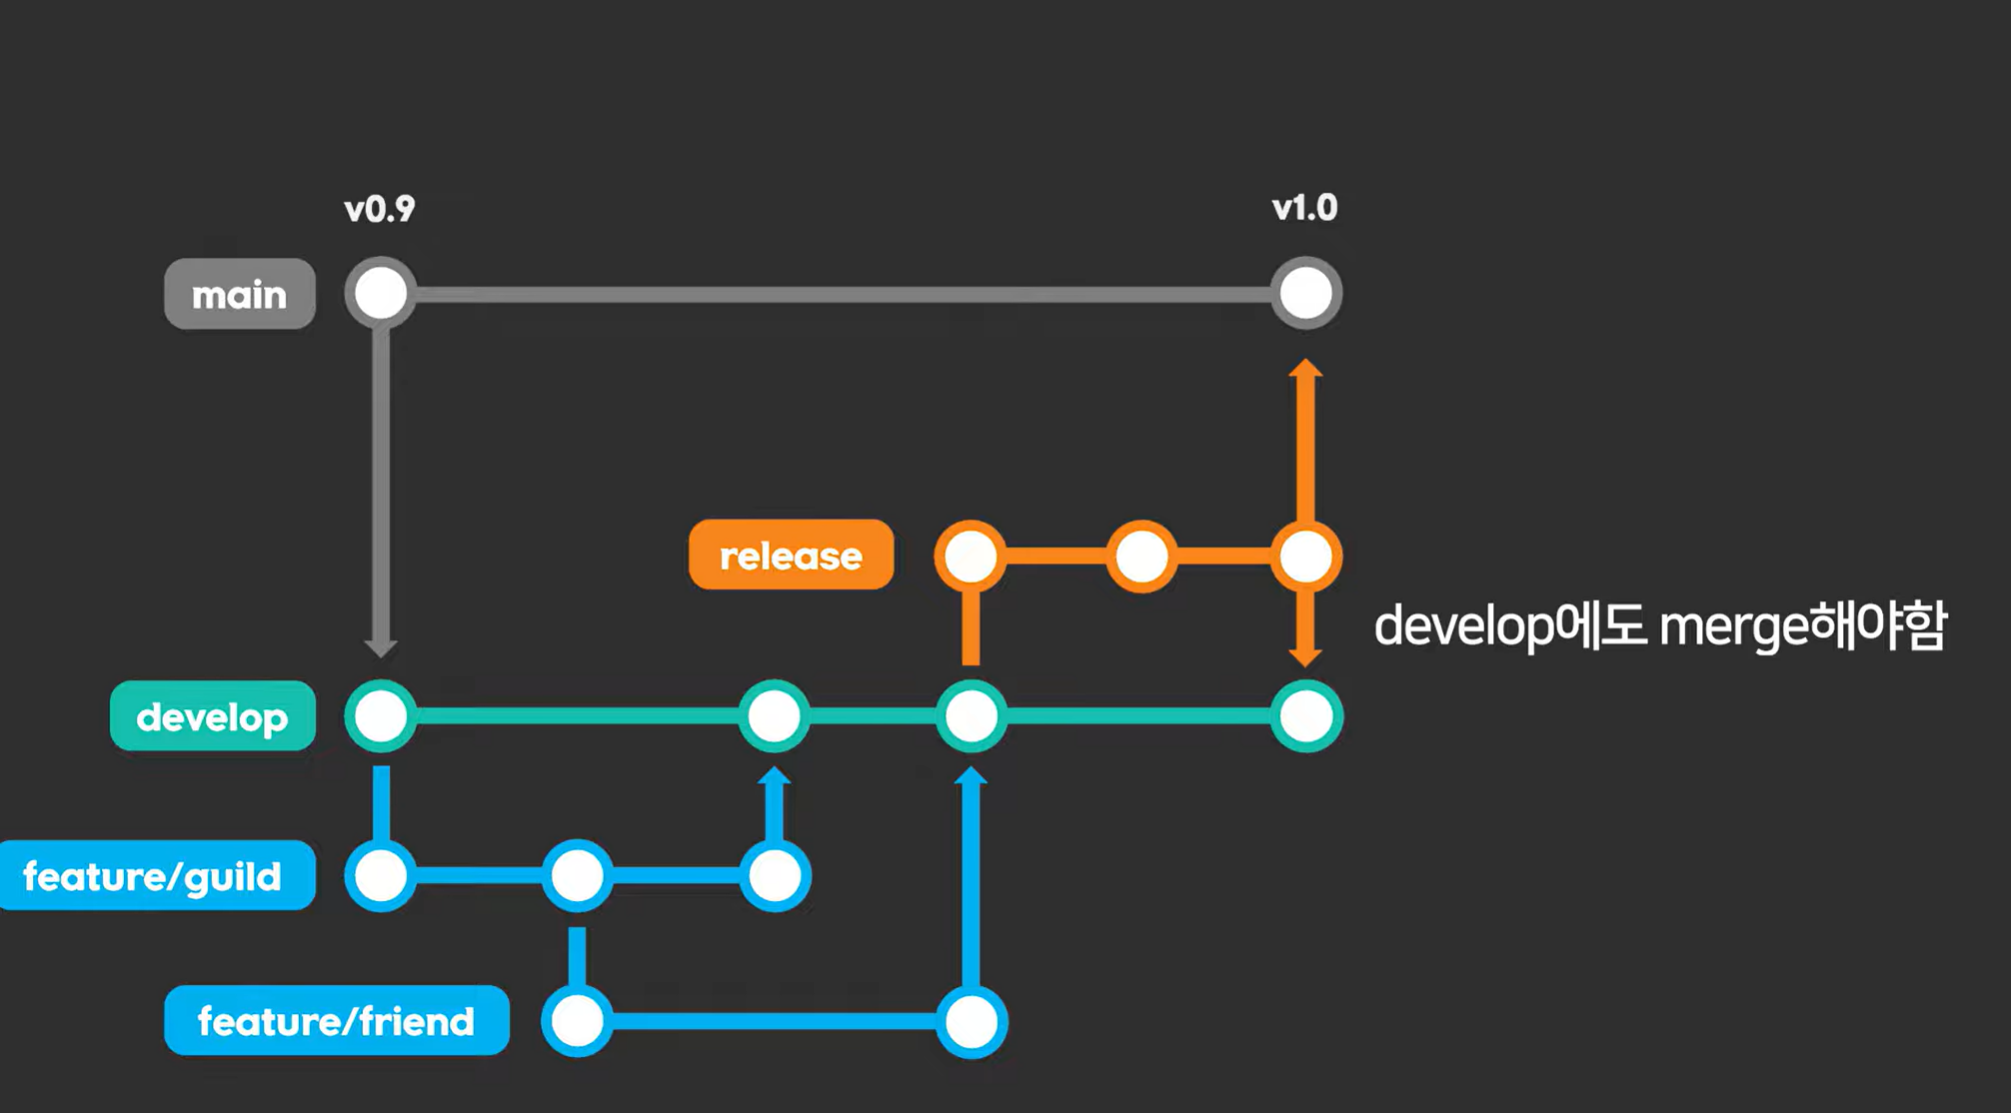 v0.9
v1.0
main
release
develop에도 merge해야함
develop
feature/guild
feature/friend